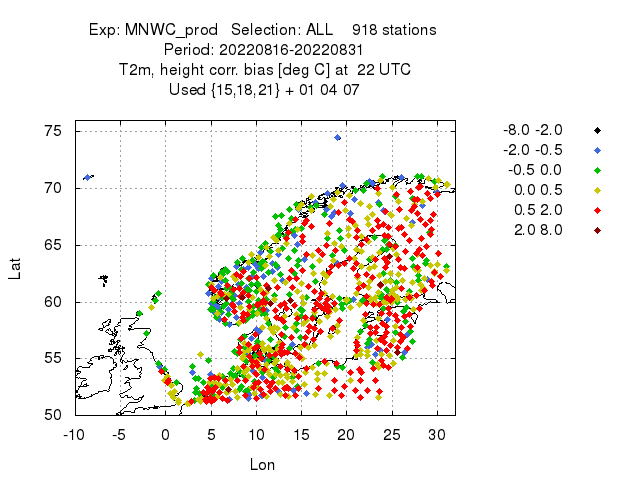 Exp: MNWC_prod   Selection: ALL    918 stations
Period: 20220816-20220831
T2m, height corr. bias [deg C] at  22 UTC
Used {15,18,21} + 01 04 07
75
70
65
60
55
50
Lat
-10 -5 0 5 10 15 20 25 30
Lon
-8.0 -2.0
-2.0 -0.5
-0.5 0.0
0.0 0.5
0.5 2.0
2.0 8.0